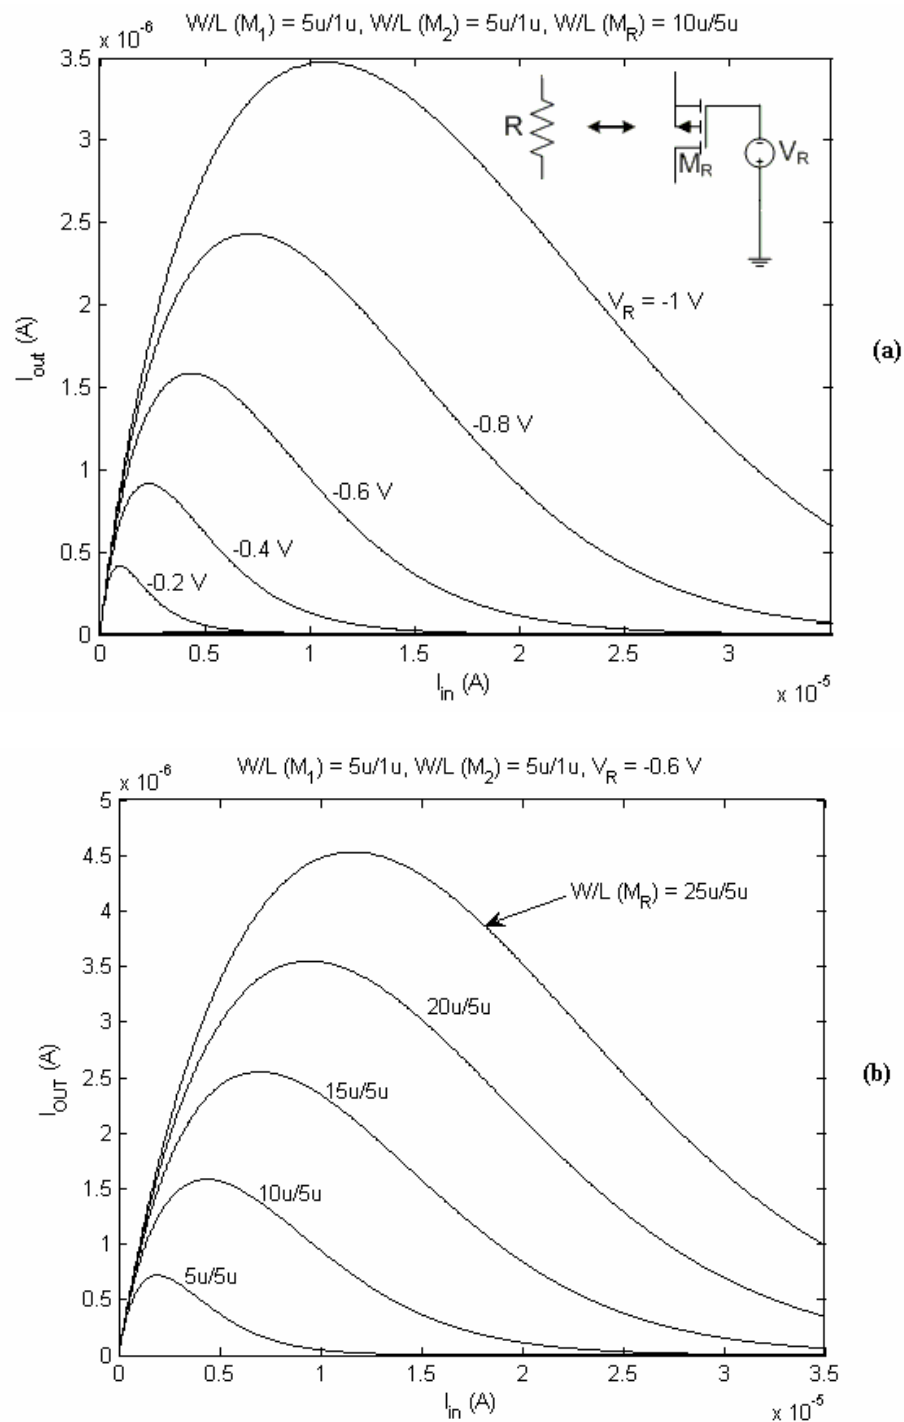 W/L (M1) = 5u/1u, W/L (M2) = 5u/1u, W/L (MR) = 10u/5u
x 10-6
3.5
3
2.5
2
1.5
1
0.5
0
Iout (A)
R
MR
VR
VR = -1 V
-0.8 V
-0.6 V
-0.4 V
-0.2 V
(a)
0 0.5 1 1.5 2 2.5 3
Iin (A)
x 10-5
W/L (M1) = 5u/1u, W/L (M2) = 5u/1u, VR = -0.6 V
x 10-6
5
4.5
4
3.5
3
2.5
2
1.5
1
0.5
0
IOUT (A)
W/L (MR) = 25u/5u
20u/5u
15u/5u
10u/5u
5u/5u
(b)
0 0.5 1 1.5 2 2.5 3 3.5
Iin (A)
x 10-5